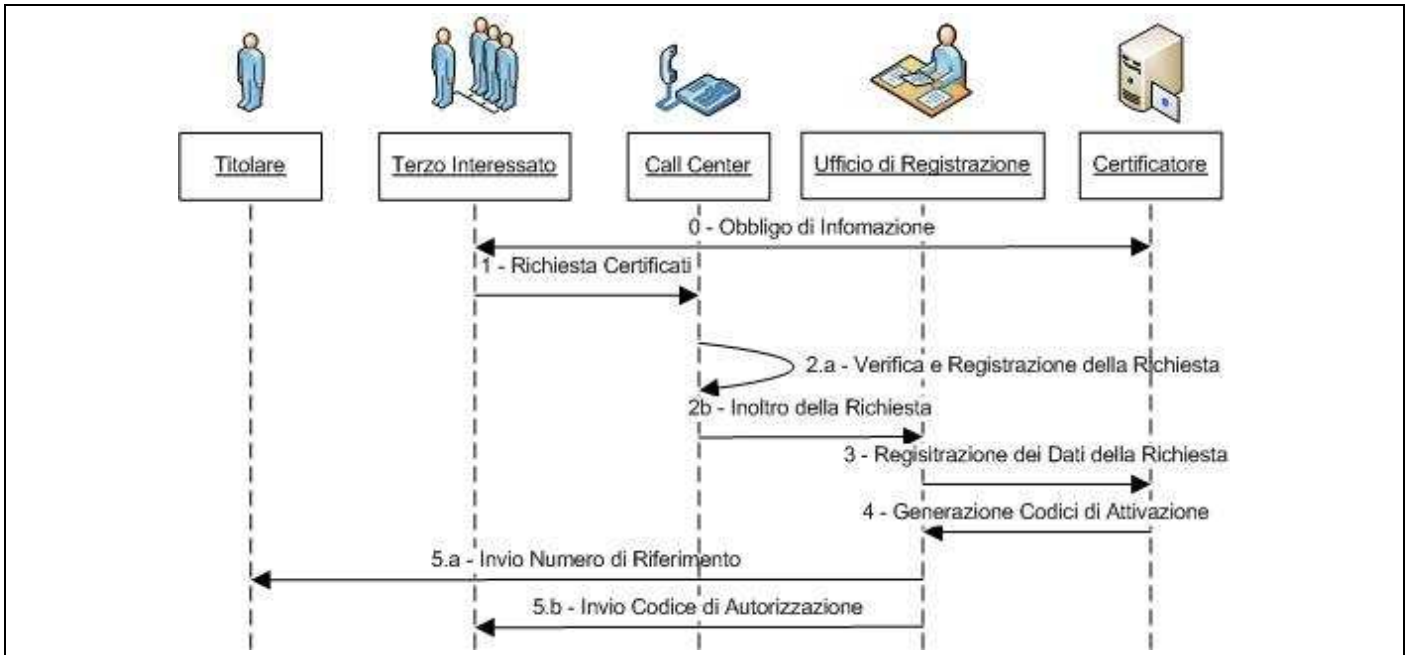 Titolare
Terzo Interessato
Call Center
Ufficio di Registrazione
Certificatore
0 - Obbligo di Infomazione
1 - Richiesta Certificati
2.a - Verifica e Registrazione della Richiesta
2b - Inoltro della Richiesta
3 - Regisitrazione dei Dati della Richiesta
4 - Generazione Codici di Attivazione
5.a - Invio Numero di Riferimento
5.b - Invio Codice di Autorizzazione